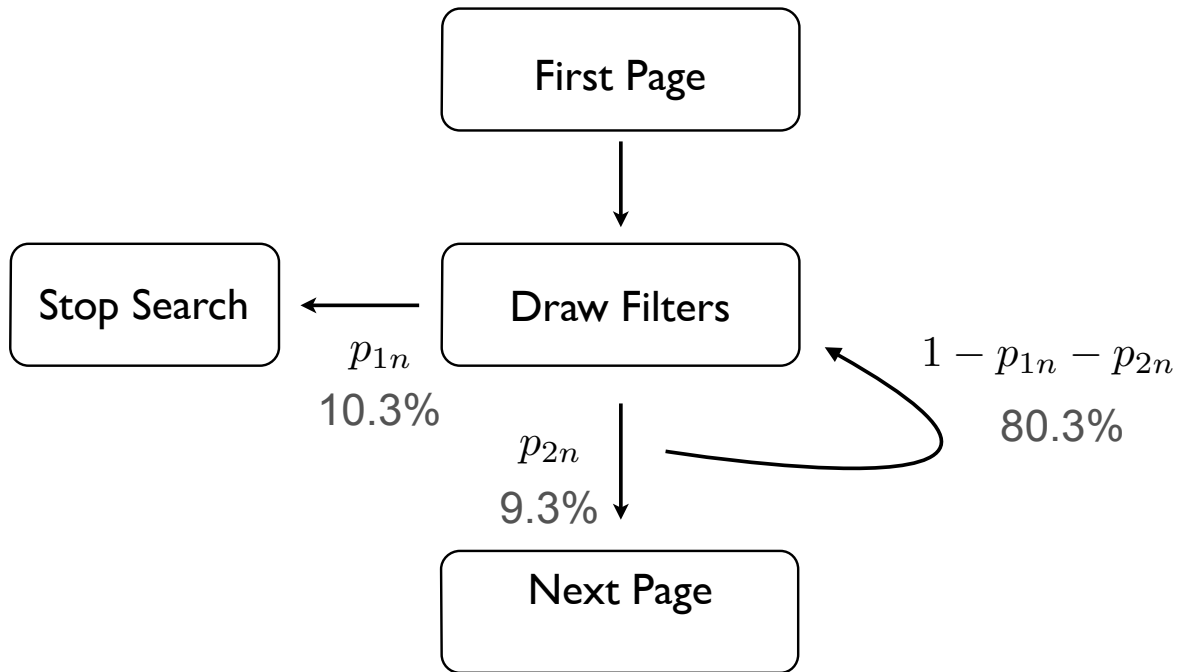 First Page
Stop Search
Draw Filters
p1n
10.3%
1 − p1n − p2n
80.3%
p2n
9.3%
Next Page